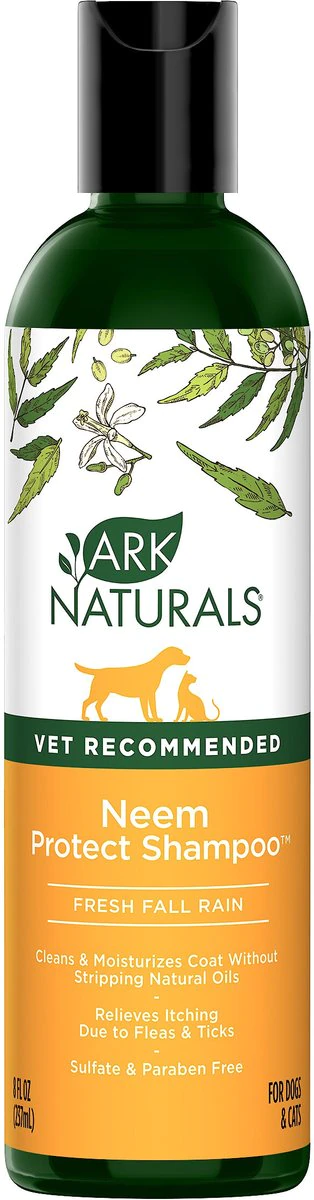 ARK
NATURALS®
VET RECOMMENDED
Neem
Protect Shampoo™
FRESH FALL RAIN
Cleans & Moisturizes Coat Without
Stripping Natural Oils
-
Relieves Itching
Due to Fleas & Ticks
-
Sulfate & Paraben Free
8 FL OZ
(237mL)
FOR DOGS
& CATS